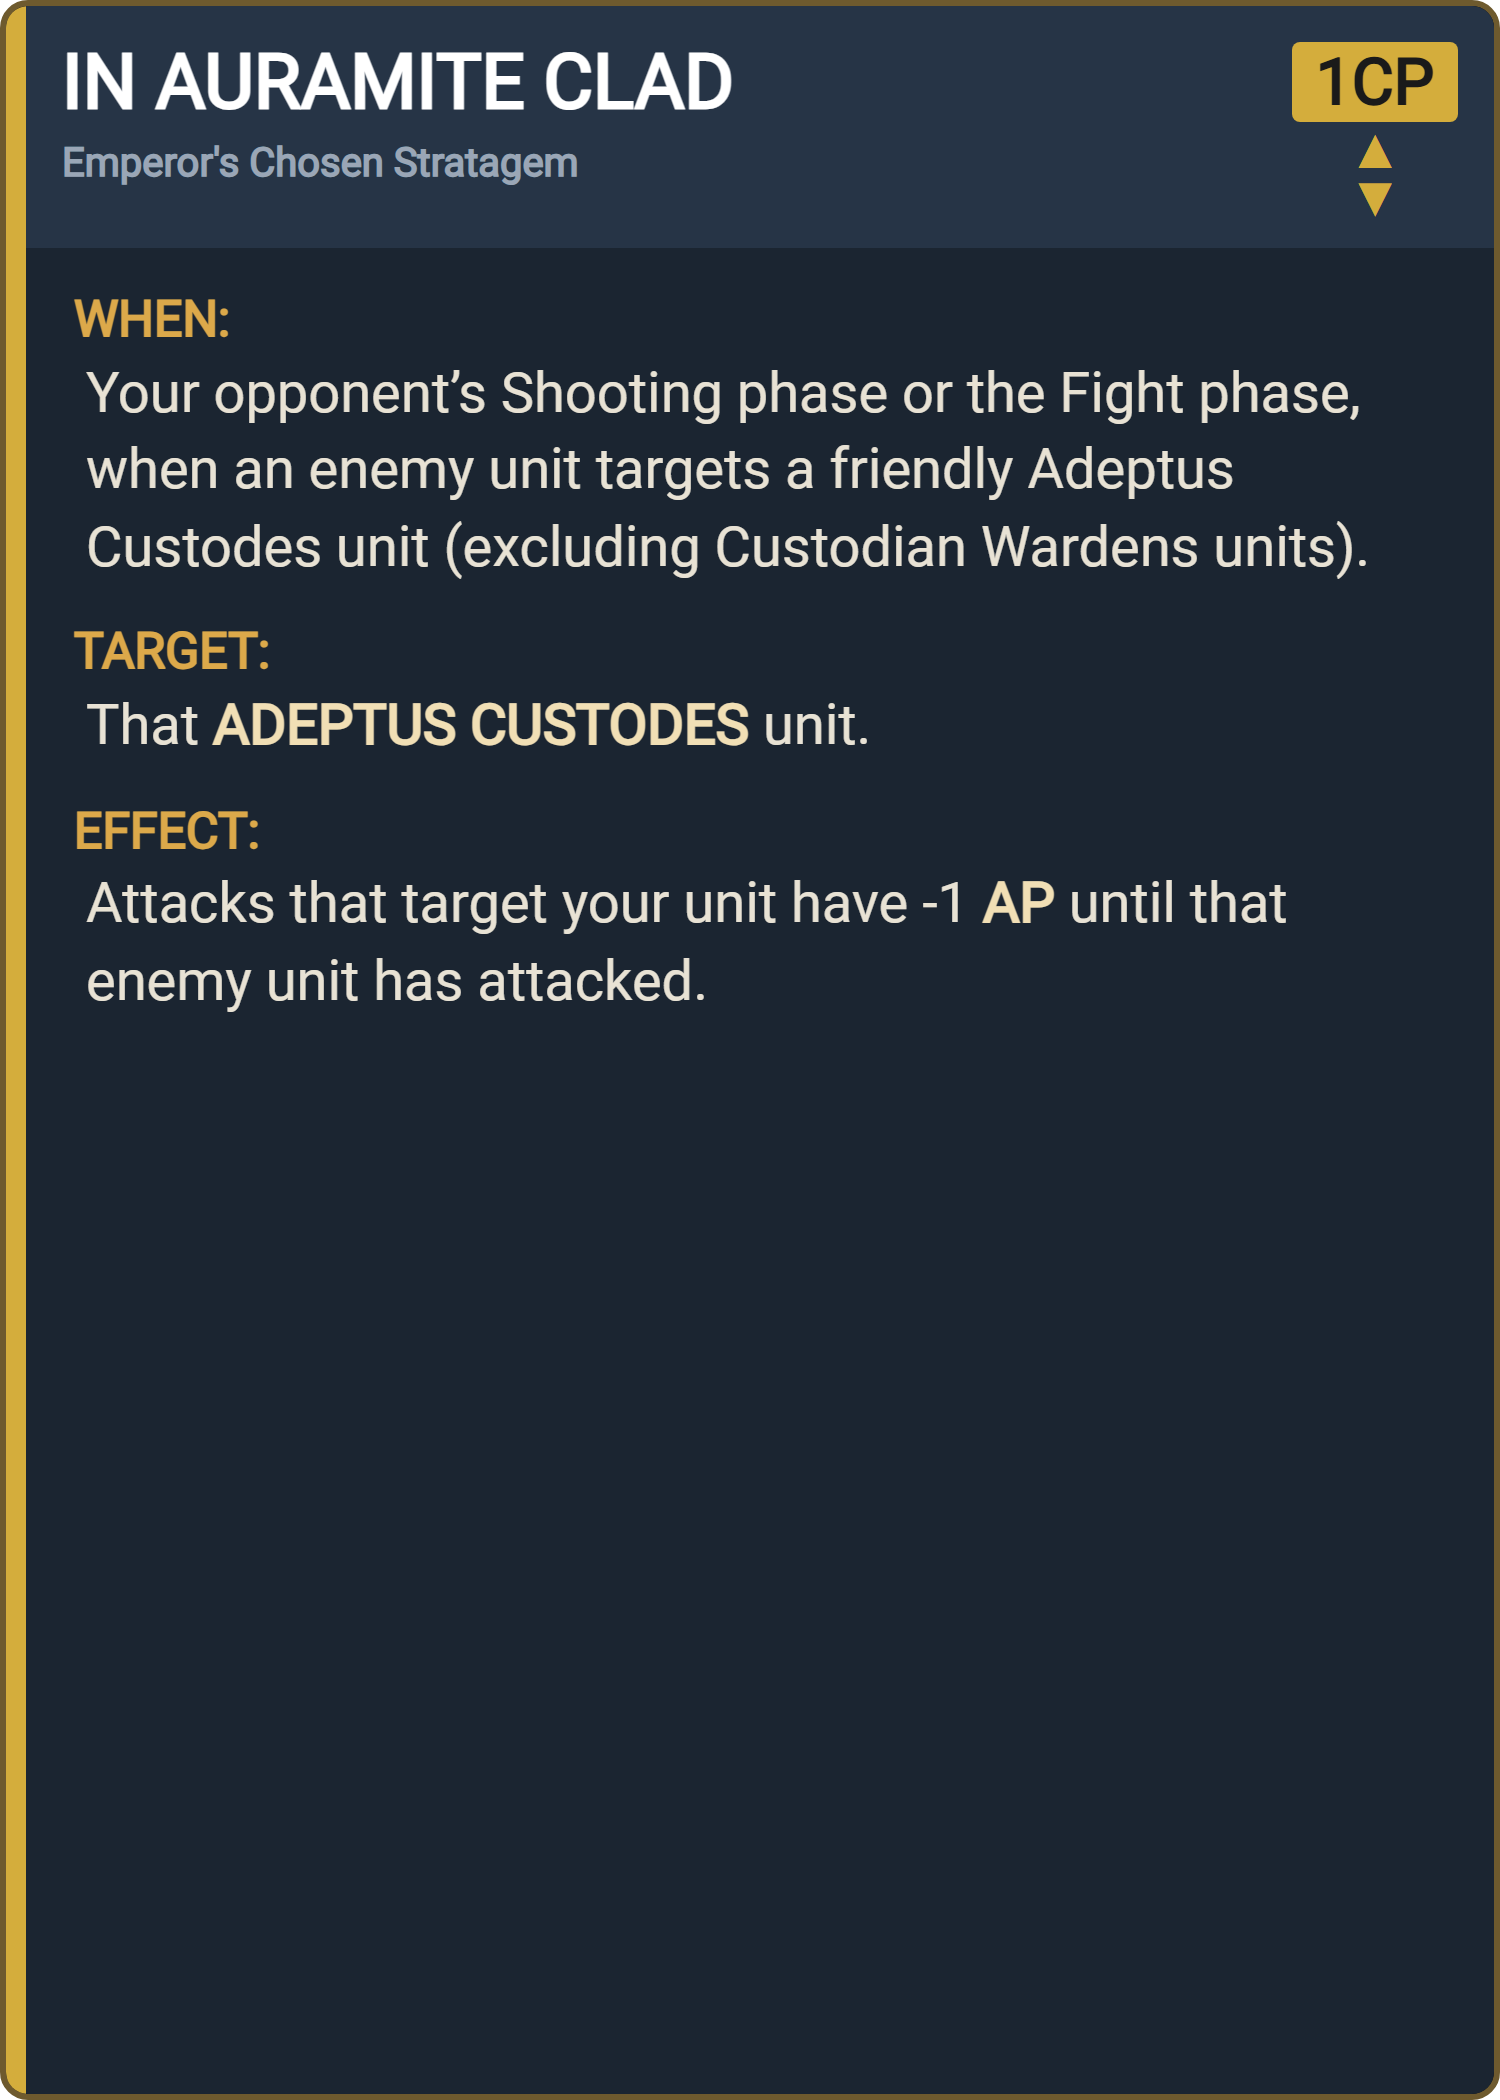 IN AURAMITE CLAD
1CP
Emperor's Chosen Stratagem
▲
▼
WHEN:
Your opponent’s Shooting phase or the Fight phase,
when an enemy unit targets a friendly Adeptus
Custodes unit (excluding Custodian Wardens units).
TARGET:
That ADEPTUS CUSTODES unit.
EFFECT:
Attacks that target your unit have -1 AP until that
enemy unit has attacked.